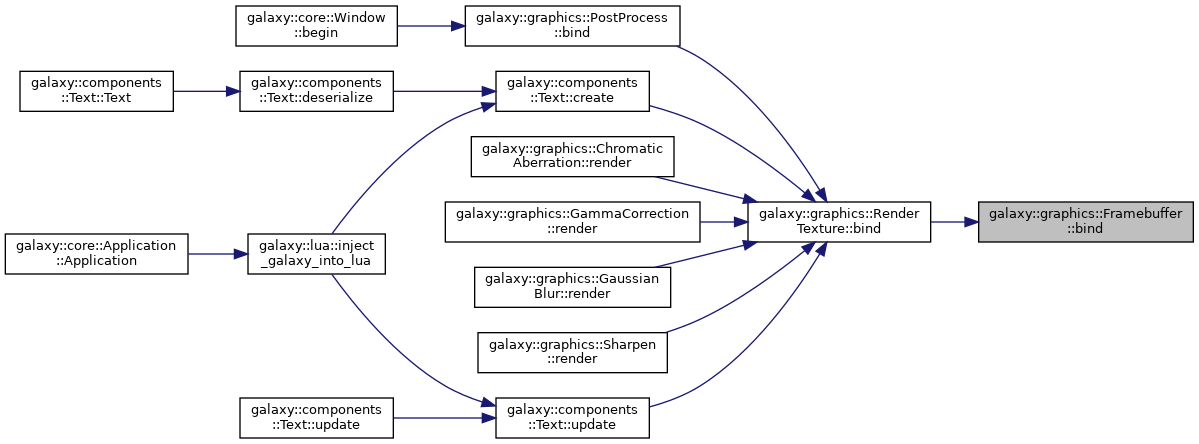 galaxy::core::Window
::begin
galaxy::graphics::PostProcess
::bind
galaxy::components
::Text::Text
galaxy::components
::Text::deserialize
galaxy::components
::Text::create
galaxy::graphics::Chromatic
Aberration::render
galaxy::graphics::GammaCorrection
::render
galaxy::graphics::Render
Texture::bind
galaxy::graphics::Framebuffer
::bind
galaxy::core::Application
::Application
galaxy::lua::inject
_galaxy_into_lua
galaxy::graphics::Gaussian
Blur::render
galaxy::graphics::Sharpen
::render
galaxy::components
::Text::update
galaxy::components
::Text::update